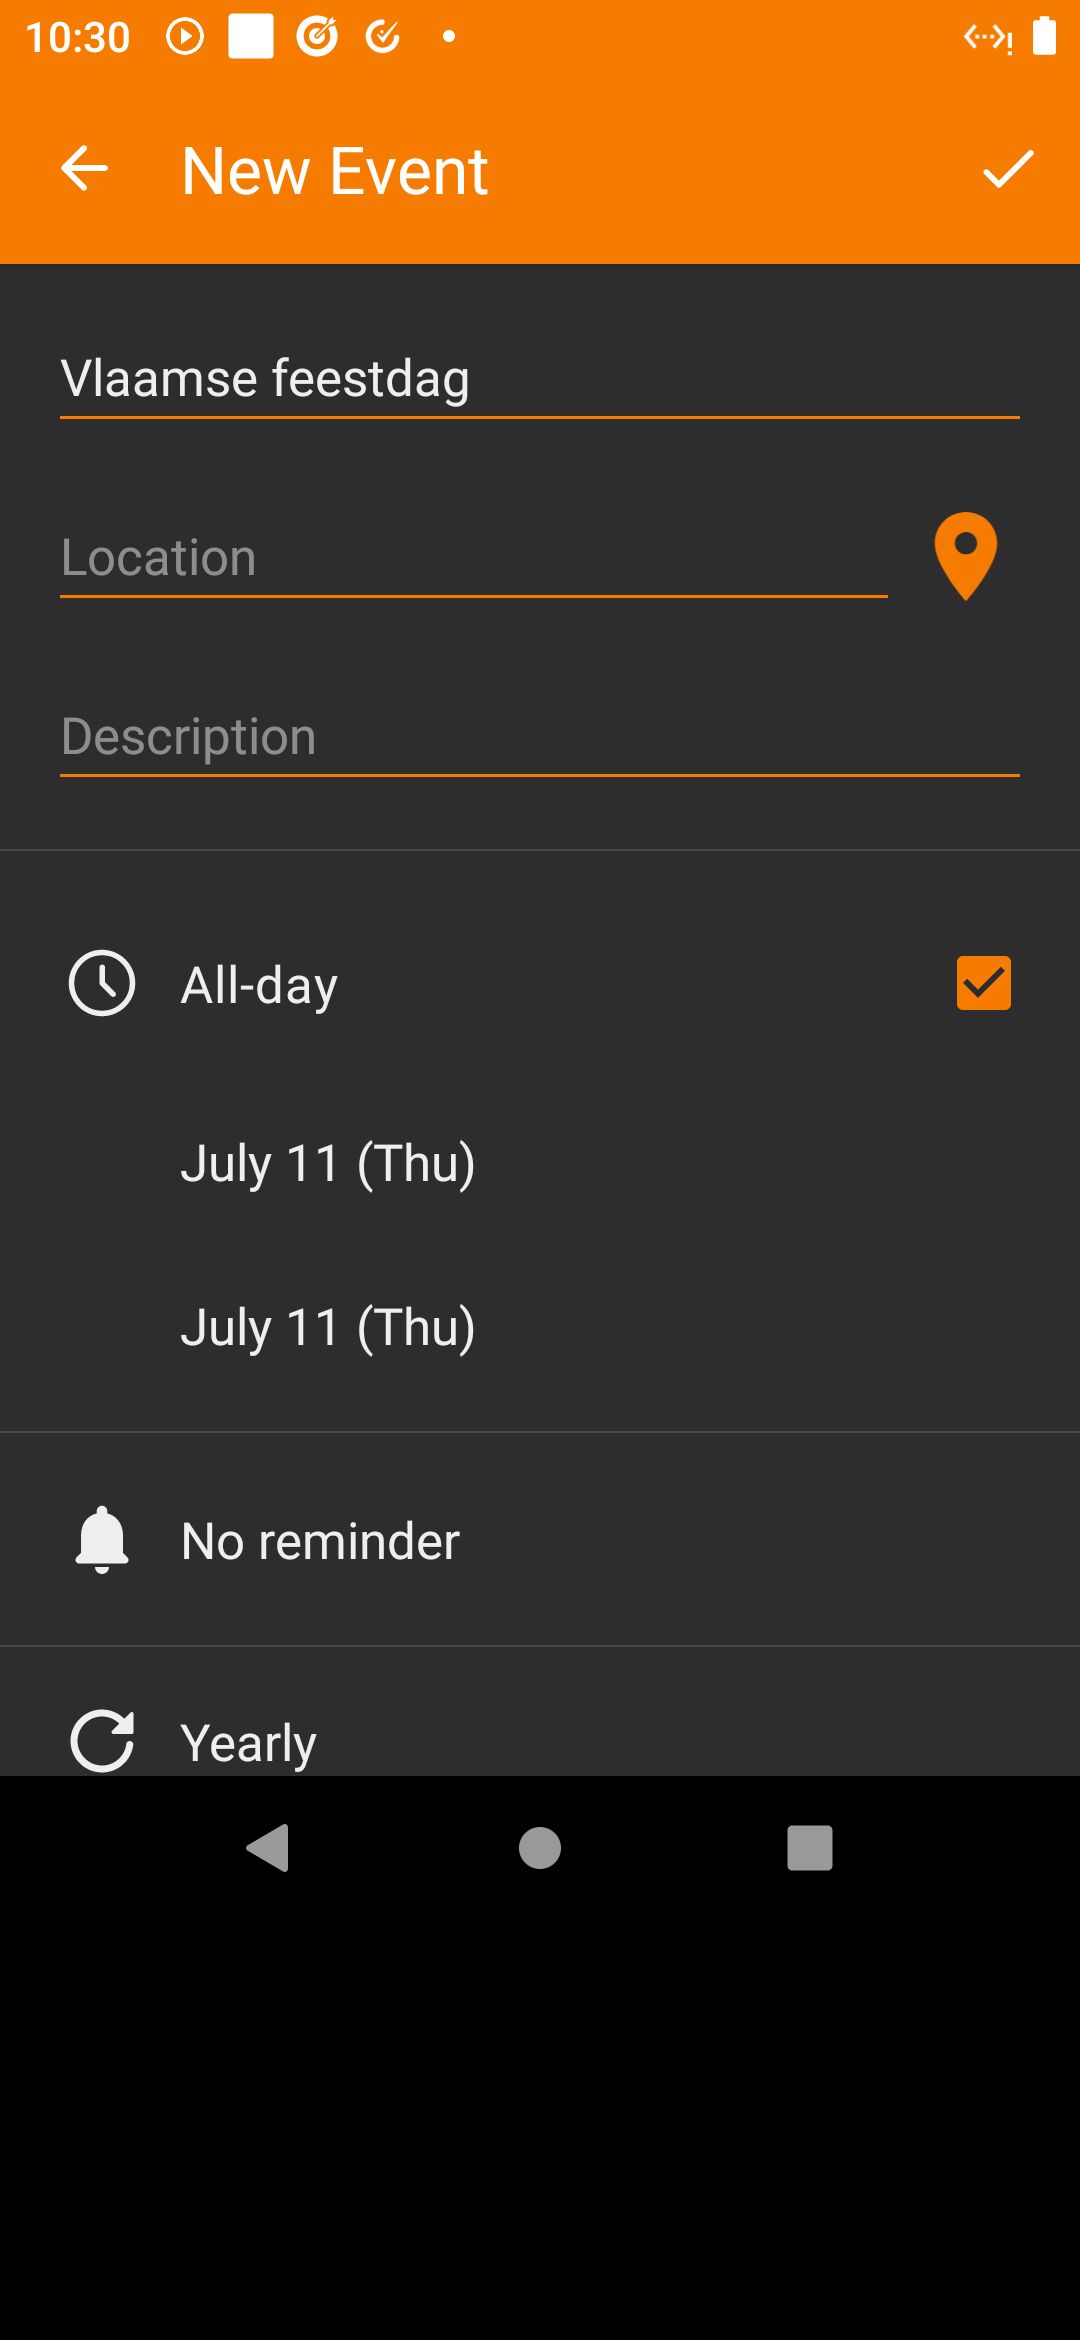 10:30
New Event
Vlaamse feestdag
Location
Description
All-day
July 11 (Thu)
July 11 (Thu)
No reminder
Yearly